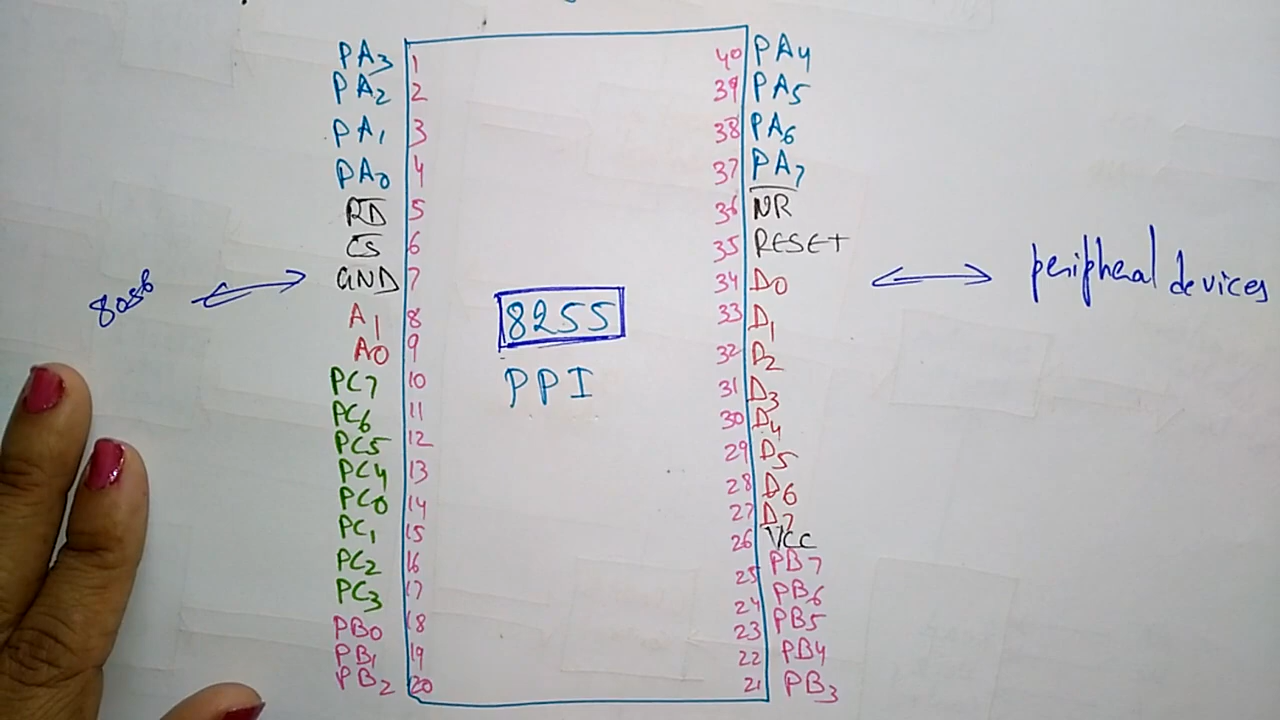 PA3 1 40 PA4
PA2 2 39 PA5
PA1 3 38 PA6
PA0 4 37 PA7
R̅D̅ 5 36 W̅R̅
C̅S̅ 6 35 RESET
GND 7 34 D0
8086 peripheral devices
A1 8 33 D1
8255
A0 9 32 D2
PPI
PC7 10 31 D3
PC6 11 30 D4
PC5 12 29 D5
PC4 13 28 D6
PC0 14 27 D7
PC1 15 26 VCC
PC2 16 25 PB7
PC3 17 24 PB6
PB0 18 23 PB5
PB1 19 22 PB4
PB2 20 21 PB3